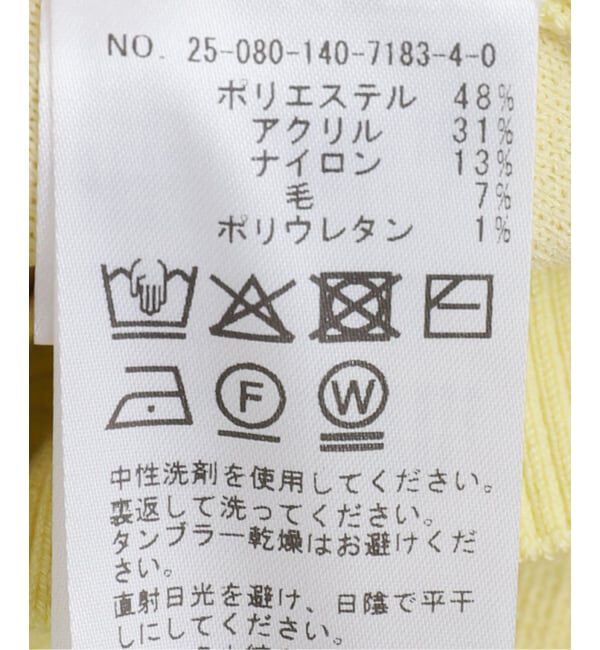 NO. 25-080-140-7183-4-0
ポリエステル 48%
アクリル 31%
ナイロン 13%
毛 7%
ポリウレタン 1%
F W
中性洗剤を使用してください。
裏返して洗ってください。
タンブラー乾燥はお避けくだ
さい。
直射日光を避け、日陰で平干
しにしてください。